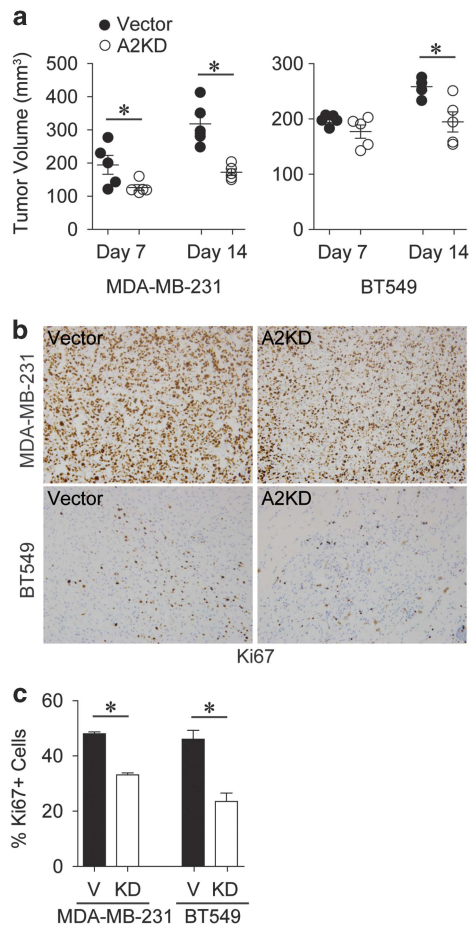 a
● Vector
○ A2KD
Tumor Volume (mm³)
500
400
300
200
100
0
*
*
Day 7 Day 14
MDA-MB-231
300
200
100
0
*
Day 7 Day 14
BT549
b
MDA-MB-231
Vector
A2KD
BT549
Vector
A2KD
Ki67
c
% Ki67+ Cells
60
40
20
0
*
*
V KD V KD
MDA-MB-231 BT549